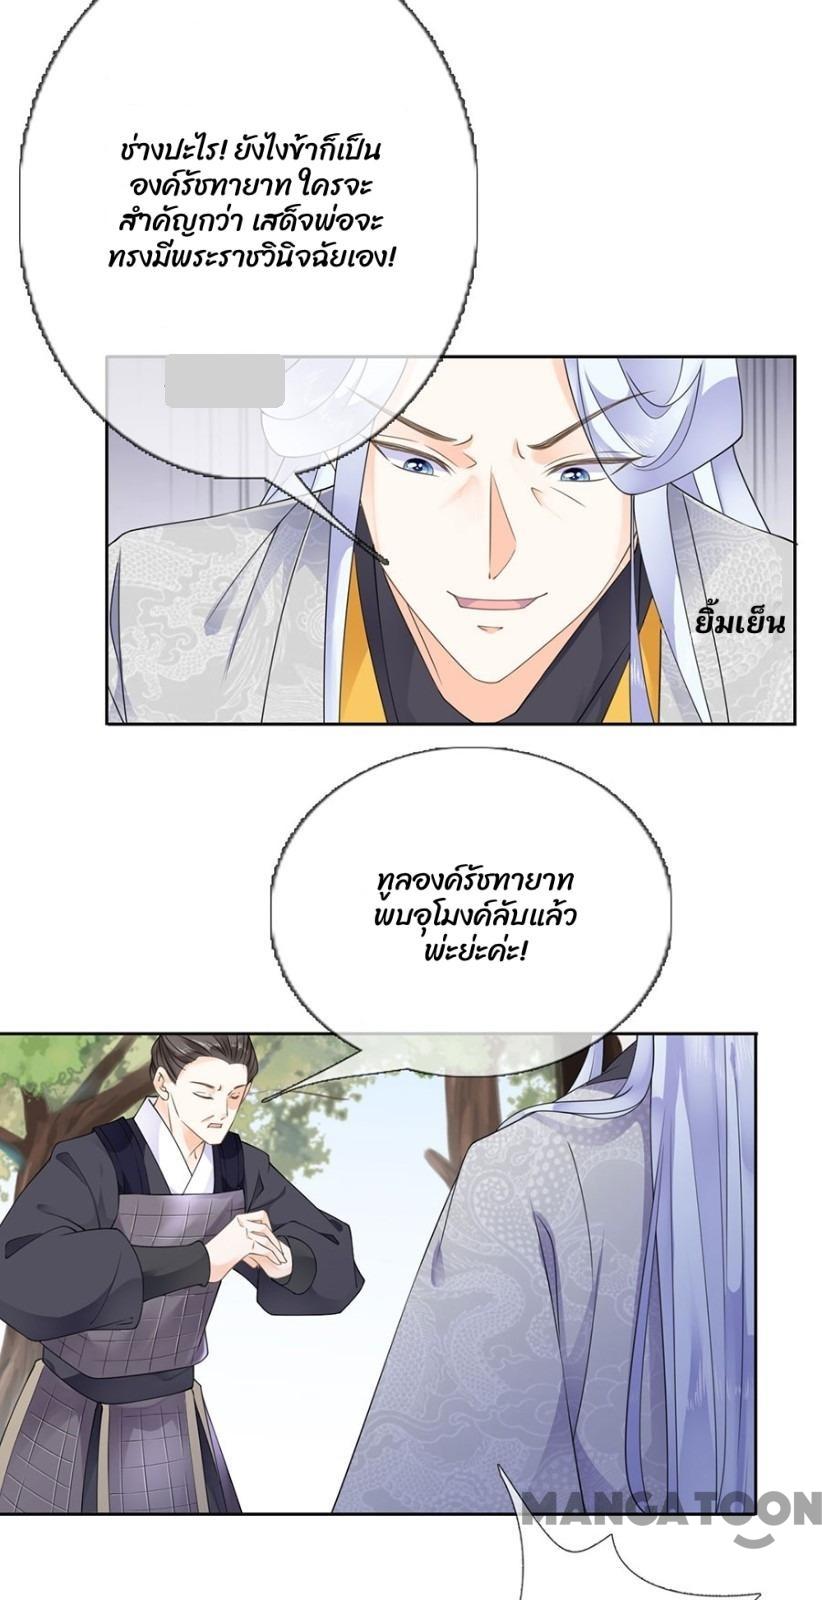 ช่างปะไร! ยังไงข้าก็เป็น
องค์รัชทายาท ใครจะ
สำคัญกว่า เสด็จพ่อจะ
ทรงมีพระราชวินิจฉัยเอง!
ยิ้มเย็น
ทูลองค์รัชทายาท
พบอุโมงค์ลับแล้ว
พ่ะย่ะค่ะ!
MANGATOON